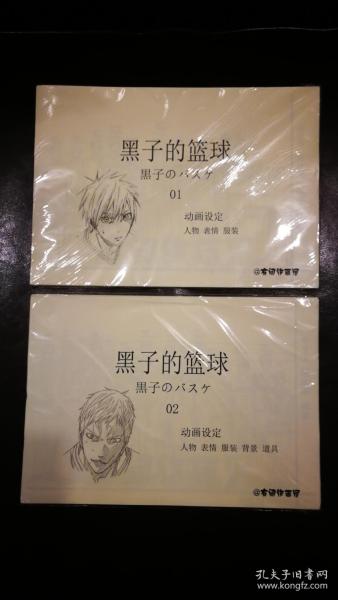 黑子的篮球
黒子のバスケ
01
动画设定
人物 表情 服装
黑子的篮球
黒子のバスケ
02
动画设定
人物 表情 服装 背景 道具
孔夫子旧书网
www.kongfz.com